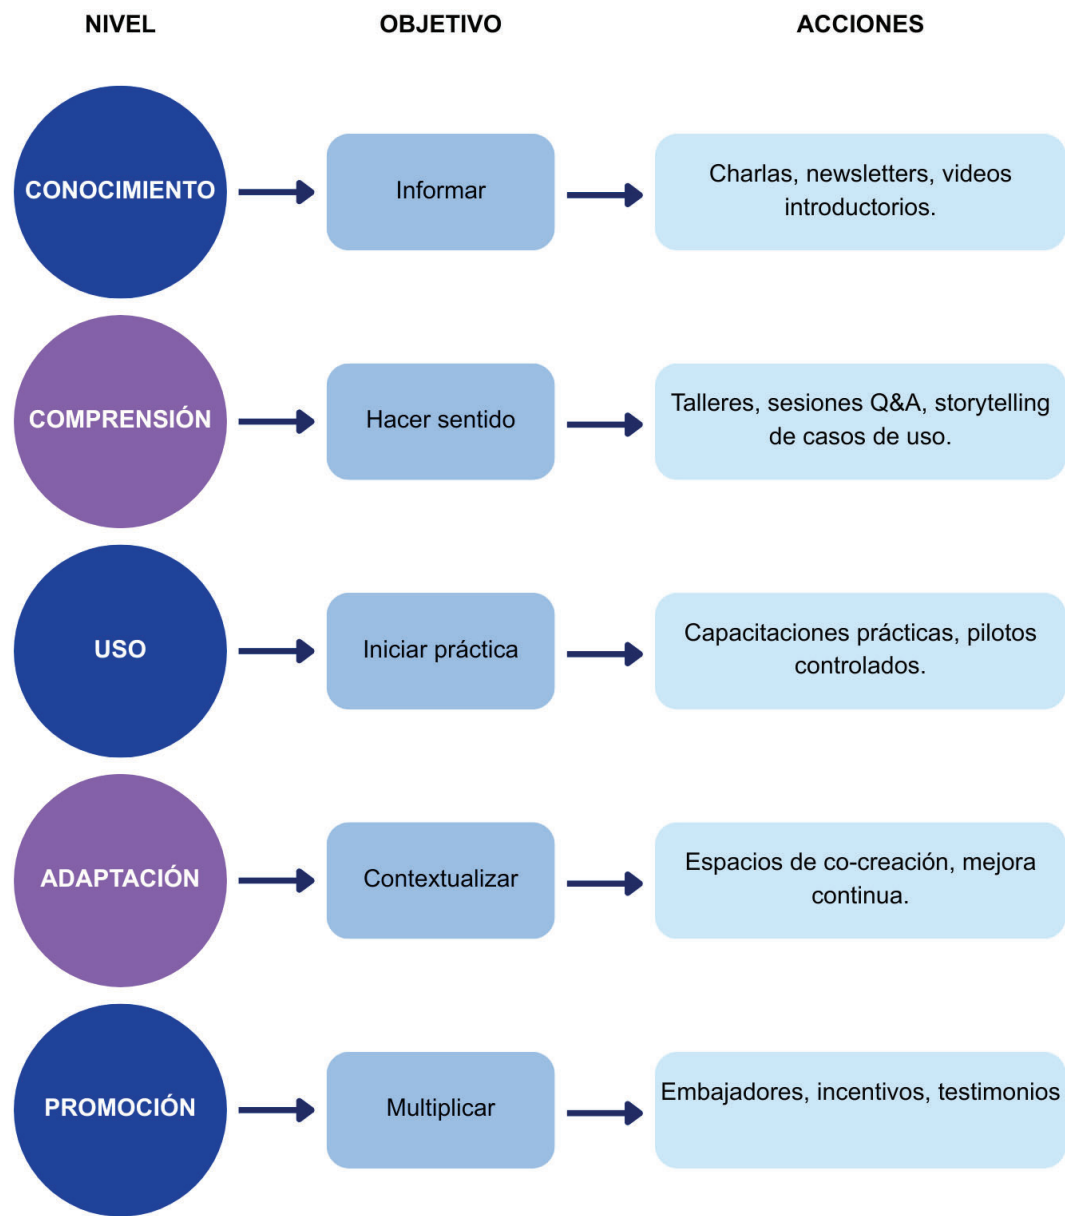 NIVEL OBJETIVO ACCIONES
CONOCIMIENTO
Informar
Charlas, newsletters, videos
introductorios.
COMPRENSIÓN
Hacer sentido
Talleres, sesiones Q&A, storytelling
de casos de uso.
USO
Iniciar práctica
Capacitaciones prácticas, pilotos
controlados.
ADAPTACIÓN
Contextualizar
Espacios de co-creación, mejora
continua.
PROMOCIÓN
Multiplicar
Embajadores, incentivos, testimonios